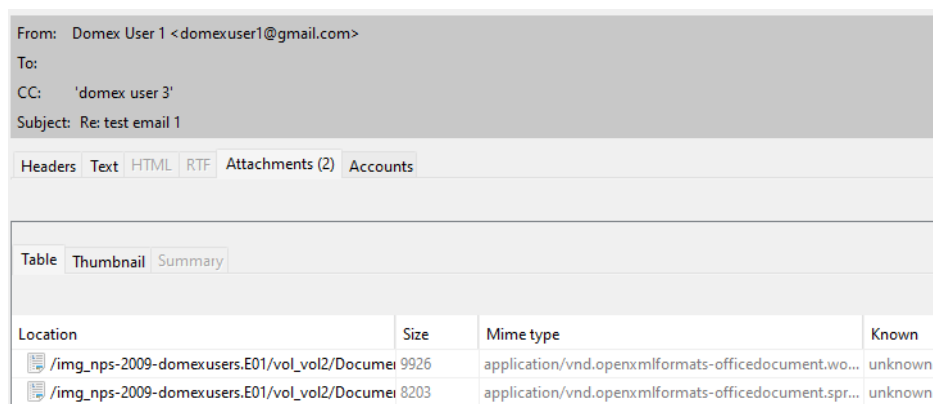 From: Domex User 1 <domexuser1@gmail.com>
To:
CC: 'domex user 3'
Subject: Re: test email 1
Headers Text HTML RTF Attachments (2) Accounts
Table Thumbnail Summary
Location Size Mime type Known
/img_nps-2009-domexusers.E01/vol_vol2/Documer 9926 application/vnd.openxmlformats-officedocument.wo... unknown
/img_nps-2009-domexusers.E01/vol_vol2/Documer 8203 application/vnd.openxmlformats-officedocument.spr... unknown